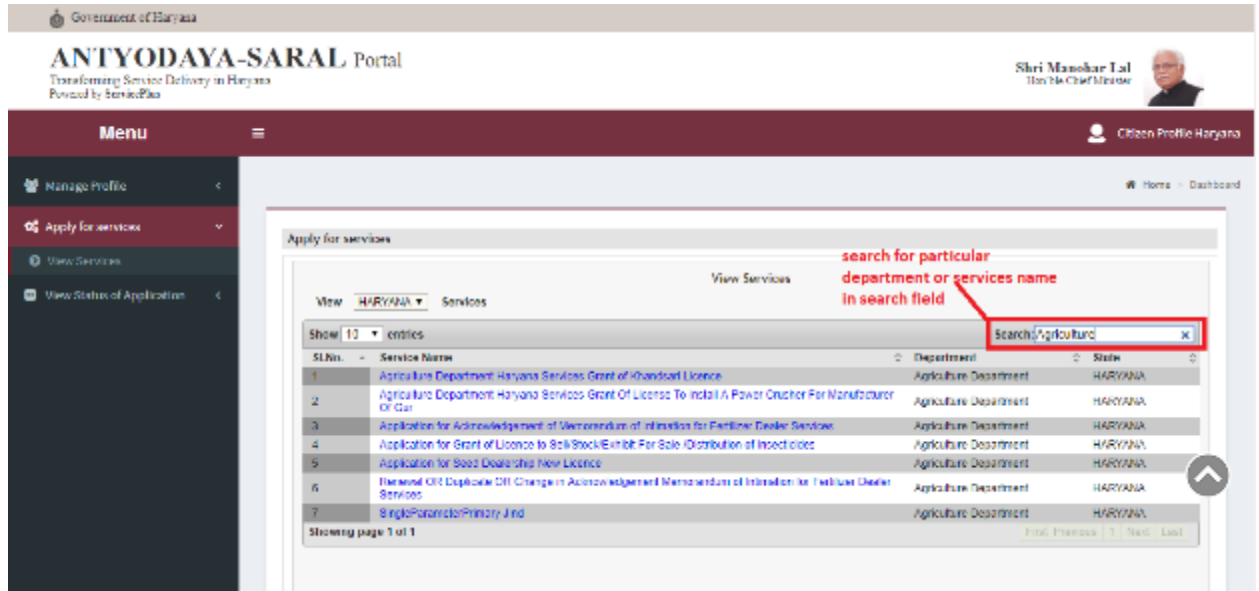 Government of Haryana
ANTYODAYA-SARAL Portal
Transforming Service Delivery in Haryana
Powered by ServicePlus
Shri Manohar Lal
Hon'ble Chief Minister
Menu
Citizen Profile Haryana
Manage Profile
Home > Dashboard
Apply for services
Apply for services
View Services
search for particular
department or services name
in search field
View Services
View Status of Application
View HARYANA Services
Show 10 entries
Search: Agriculture x
Sl.No. Service Name Department State
1 Agriculture Department Haryana Services Grant of Khandsari Licence Agriculture Department HARYANA
2 Agriculture Department Haryana Services Grant Of License To Install A Power Crusher For Manufacturer Agriculture Department HARYANA
Of Gur
3 Application for Acknowledgement of Memorandum of Intimation for Fertilizer Dealer Services Agriculture Department HARYANA
4 Application for Grant of Licence to Sell/Stock/Exhibit For Sale /Distribution of Insecticides Agriculture Department HARYANA
5 Application for Seed Dealership New Licence Agriculture Department HARYANA
6 Renewal OR Duplicate OR Change in Acknowledgement Memorandum of Intimation for Fertilizer Dealer Agriculture Department HARYANA
Services
7 SingleParameterPrimary Jind Agriculture Department HARYANA
Showing page 1 of 1
First Previous 1 Next Last